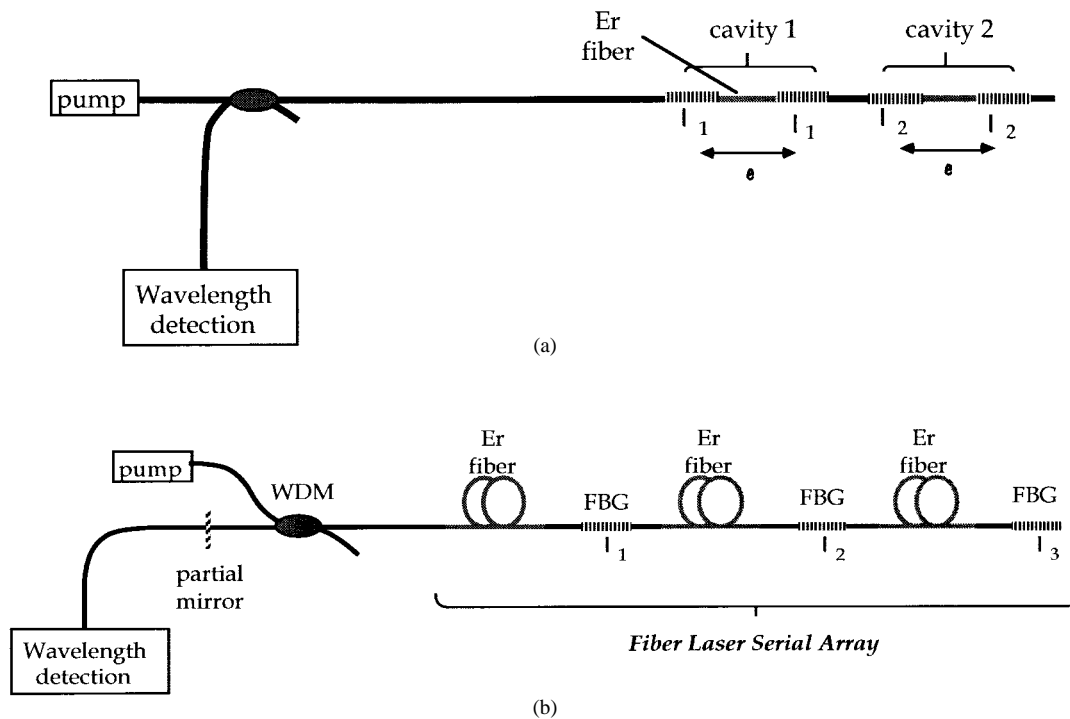 Er
fiber
cavity 1
cavity 2
pump
1
1
2
2
e
e
Wavelength
detection
(a)
Er
fiber
Er
fiber
Er
fiber
pump
WDM
FBG
FBG
FBG
1
2
3
partial
mirror
Wavelength
detection
Fiber Laser Serial Array
(b)